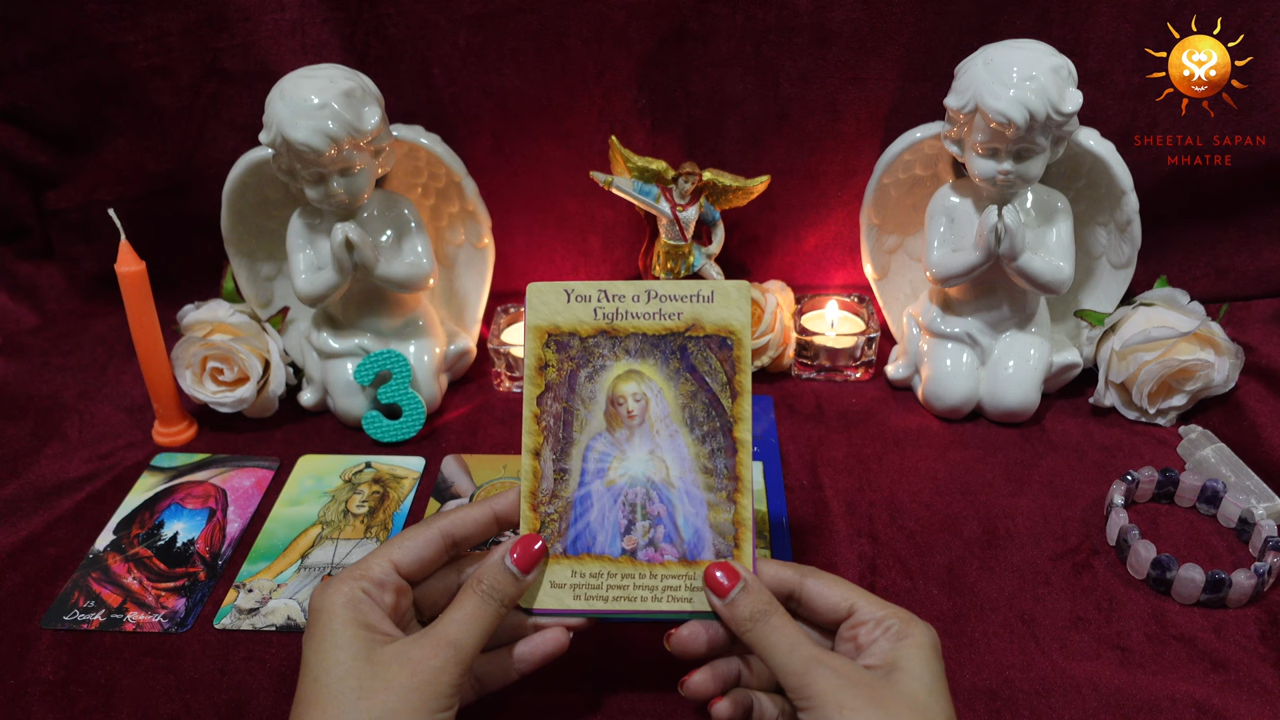 SHEETAL SAPAN
MHATRE
You Are a Powerful
Lightworker
3
It is safe for you to be powerful.
Your spiritual power brings great
in loving service to the Divine.
13.
Death ∞ Rebirth